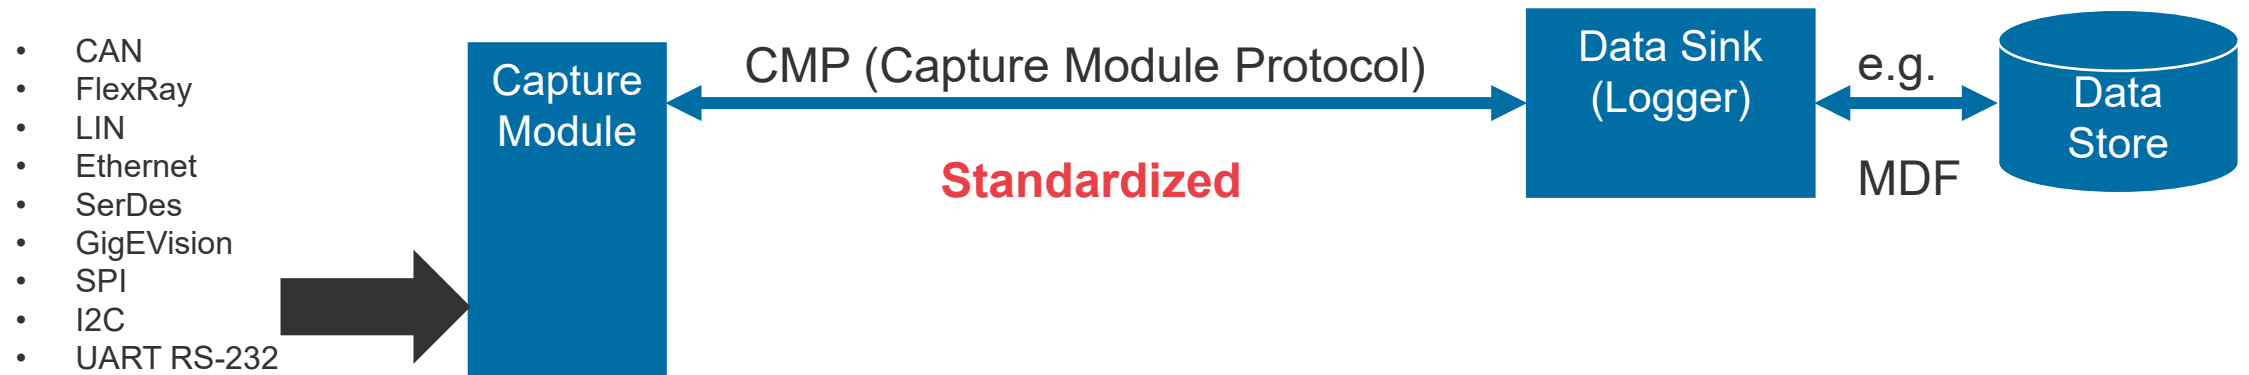 • CAN
• FlexRay
• LIN
• Ethernet
• SerDes
• GigEVision
• SPI
• I2C
• UART RS-232
Capture
Module
CMP (Capture Module Protocol)
Standardized
Data Sink
(Logger)
e.g.
MDF
Data
Store